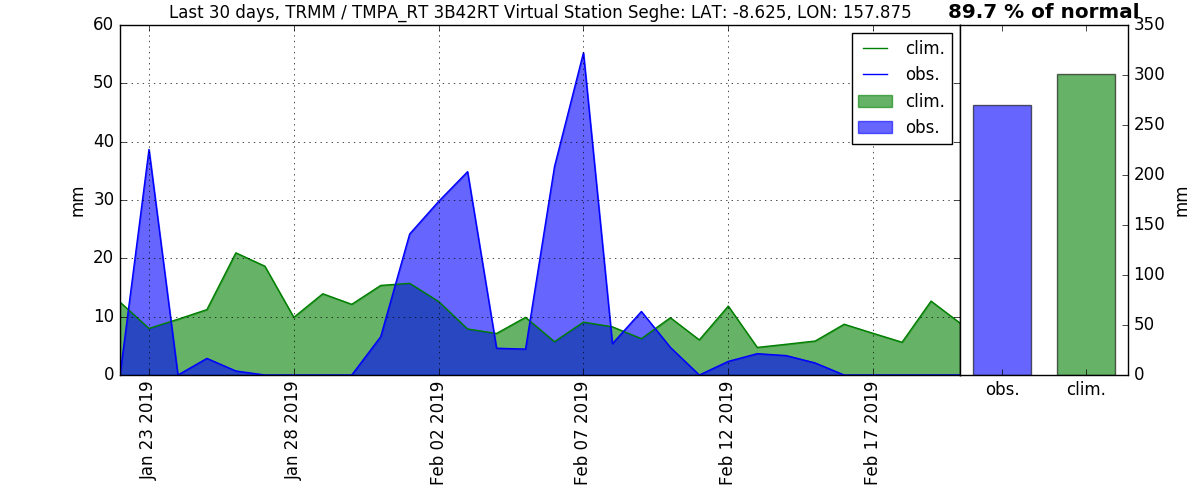 Last 30 days, TRMM / TMPA_RT 3B42RT Virtual Station Seghe: LAT: -8.625, LON: 157.875
89.7 % of normal
60
50
40
30
20
10
0
mm
clim.
obs.
clim.
obs.
Jan 23 2019
Jan 28 2019
Feb 02 2019
Feb 07 2019
Feb 12 2019
Feb 17 2019
350
300
250
200
150
100
50
0
mm
obs.
clim.